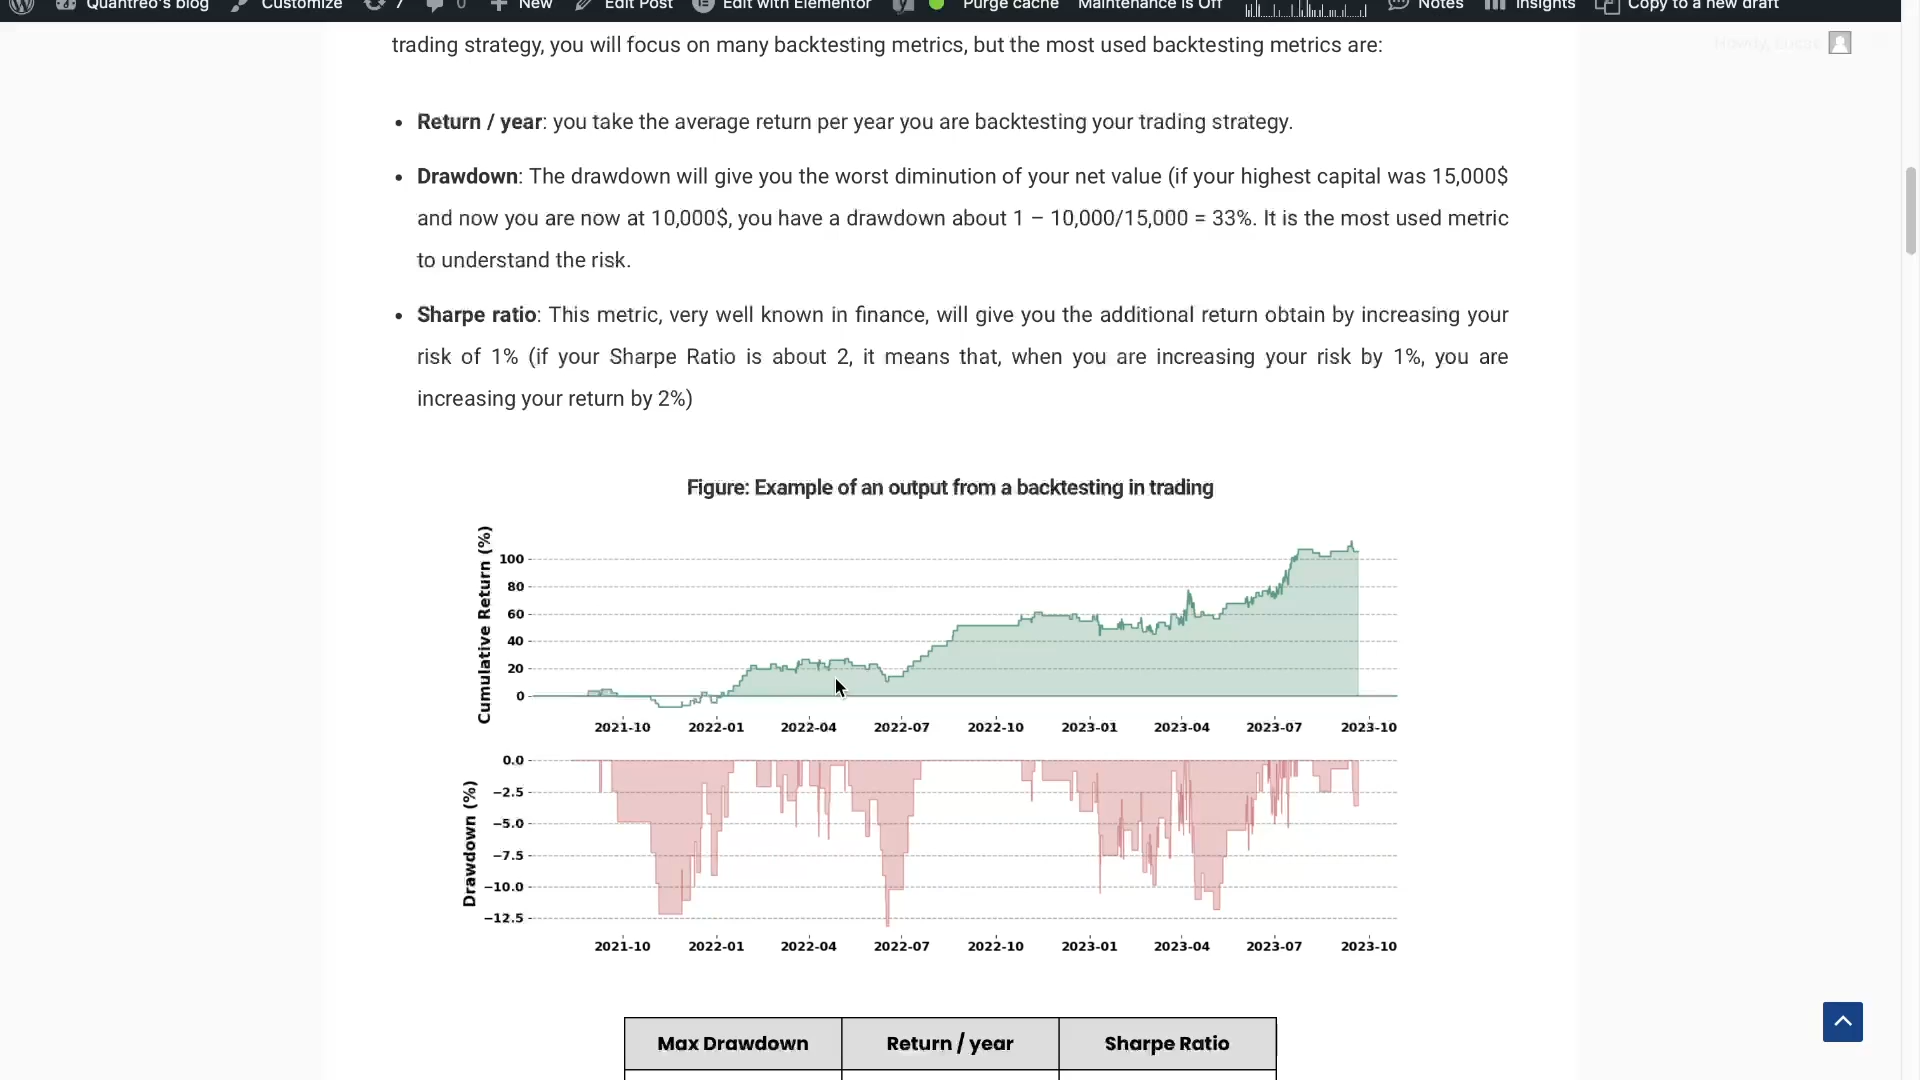 Quantreo's blog Customize 7 0 New Edit Post Edit with Elementor Purge cache Maintenance is Off Notes Insights Copy to a new draft
trading strategy, you will focus on many backtesting metrics, but the most used backtesting metrics are:
• Return / year: you take the average return per year you are backtesting your trading strategy.
• Drawdown: The drawdown will give you the worst diminution of your net value (if your highest capital was 15,000$
and now you are now at 10,000$, you have a drawdown about 1 – 10,000/15,000 = 33%. It is the most used metric
to understand the risk.
• Sharpe ratio: This metric, very well known in finance, will give you the additional return obtain by increasing your
risk of 1% (if your Sharpe Ratio is about 2, it means that, when you are increasing your risk by 1%, you are
increasing your return by 2%)
Figure: Example of an output from a backtesting in trading
Cumulative Return (%)
100
80
60
40
20
0
2021-10 2022-01 2022-04 2022-07 2022-10 2023-01 2023-04 2023-07 2023-10
Drawdown (%)
0.0
−2.5
−5.0
−7.5
−10.0
−12.5
2021-10 2022-01 2022-04 2022-07 2022-10 2023-01 2023-04 2023-07 2023-10
Max Drawdown Return / year Sharpe Ratio